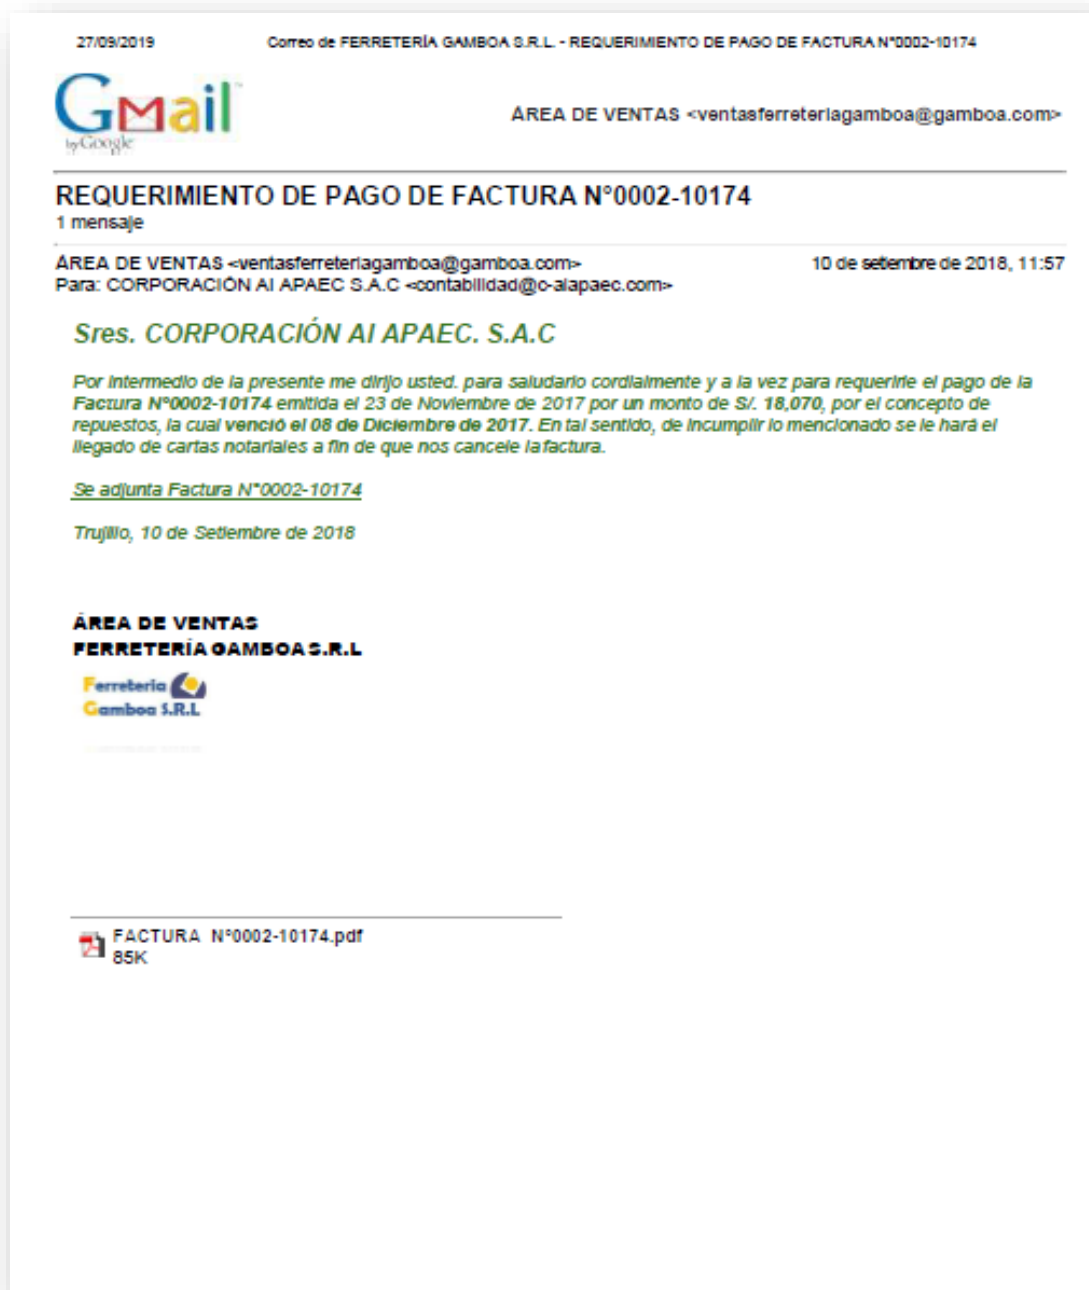 27/09/2019 Correo de FERRETERÍA GAMBOA S.R.L. - REQUERIMIENTO DE PAGO DE FACTURA N°0002-10174
GMail™
by Google
ÁREA DE VENTAS <ventasferreteriagamboa@gamboa.com>
REQUERIMIENTO DE PAGO DE FACTURA N°0002-10174
1 mensaje
ÁREA DE VENTAS <ventasferreteriagamboa@gamboa.com> 10 de setiembre de 2018, 11:57
Para: CORPORACIÓN AI APAEC S.A.C <contabilidad@c-aiapaec.com>
Sres. CORPORACIÓN AI APAEC. S.A.C
Por intermedio de la presente me dirijo usted. para saludarlo cordialmente y a la vez para requerirle el pago de la
Factura N°0002-10174 emitida el 23 de Noviembre de 2017 por un monto de S/. 18,070, por el concepto de
repuestos, la cual venció el 08 de Diciembre de 2017. En tal sentido, de incumplir lo mencionado se le hará el
llegado de cartas notariales a fin de que nos cancele la factura.
Se adjunta Factura N°0002-10174
Trujillo, 10 de Setiembre de 2018
ÁREA DE VENTAS
FERRETERÍA GAMBOA S.R.L
Ferreteria
Gamboa S.R.L
FACTURA N°0002-10174.pdf
85K